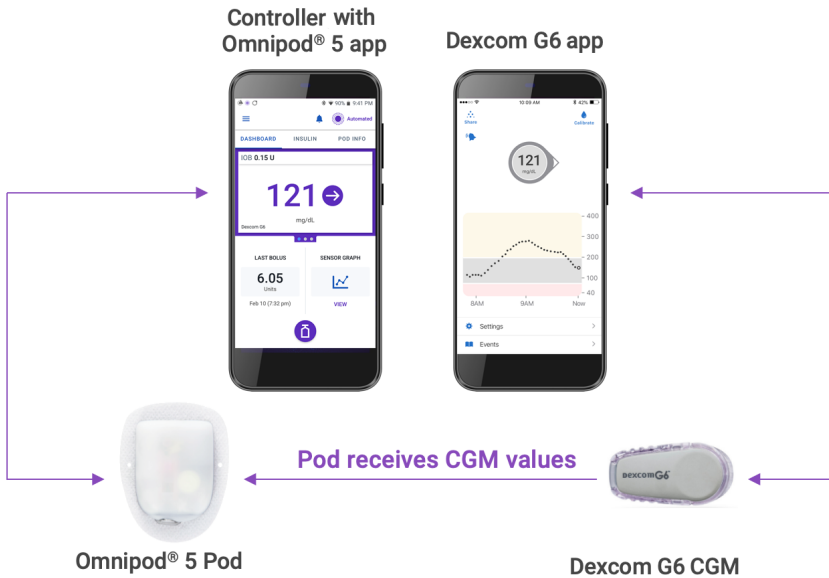 Controller with
Omnipod® 5 app
Dexcom G6 app
90% 9:41 PM
Automated
DASHBOARD INSULIN POD INFO
IOB 0.15 U
121
mg/dL
Dexcom G6
LAST BOLUS SENSOR GRAPH
6.05
Units
Feb 10 (7:32 pm) VIEW
10:09 AM 42%
Share Calibrate
121
mg/dL
400
300
200
100
40
8AM 9AM Now
Settings
Events
Pod receives CGM values
Dexcom G6
Omnipod® 5 Pod
Dexcom G6 CGM